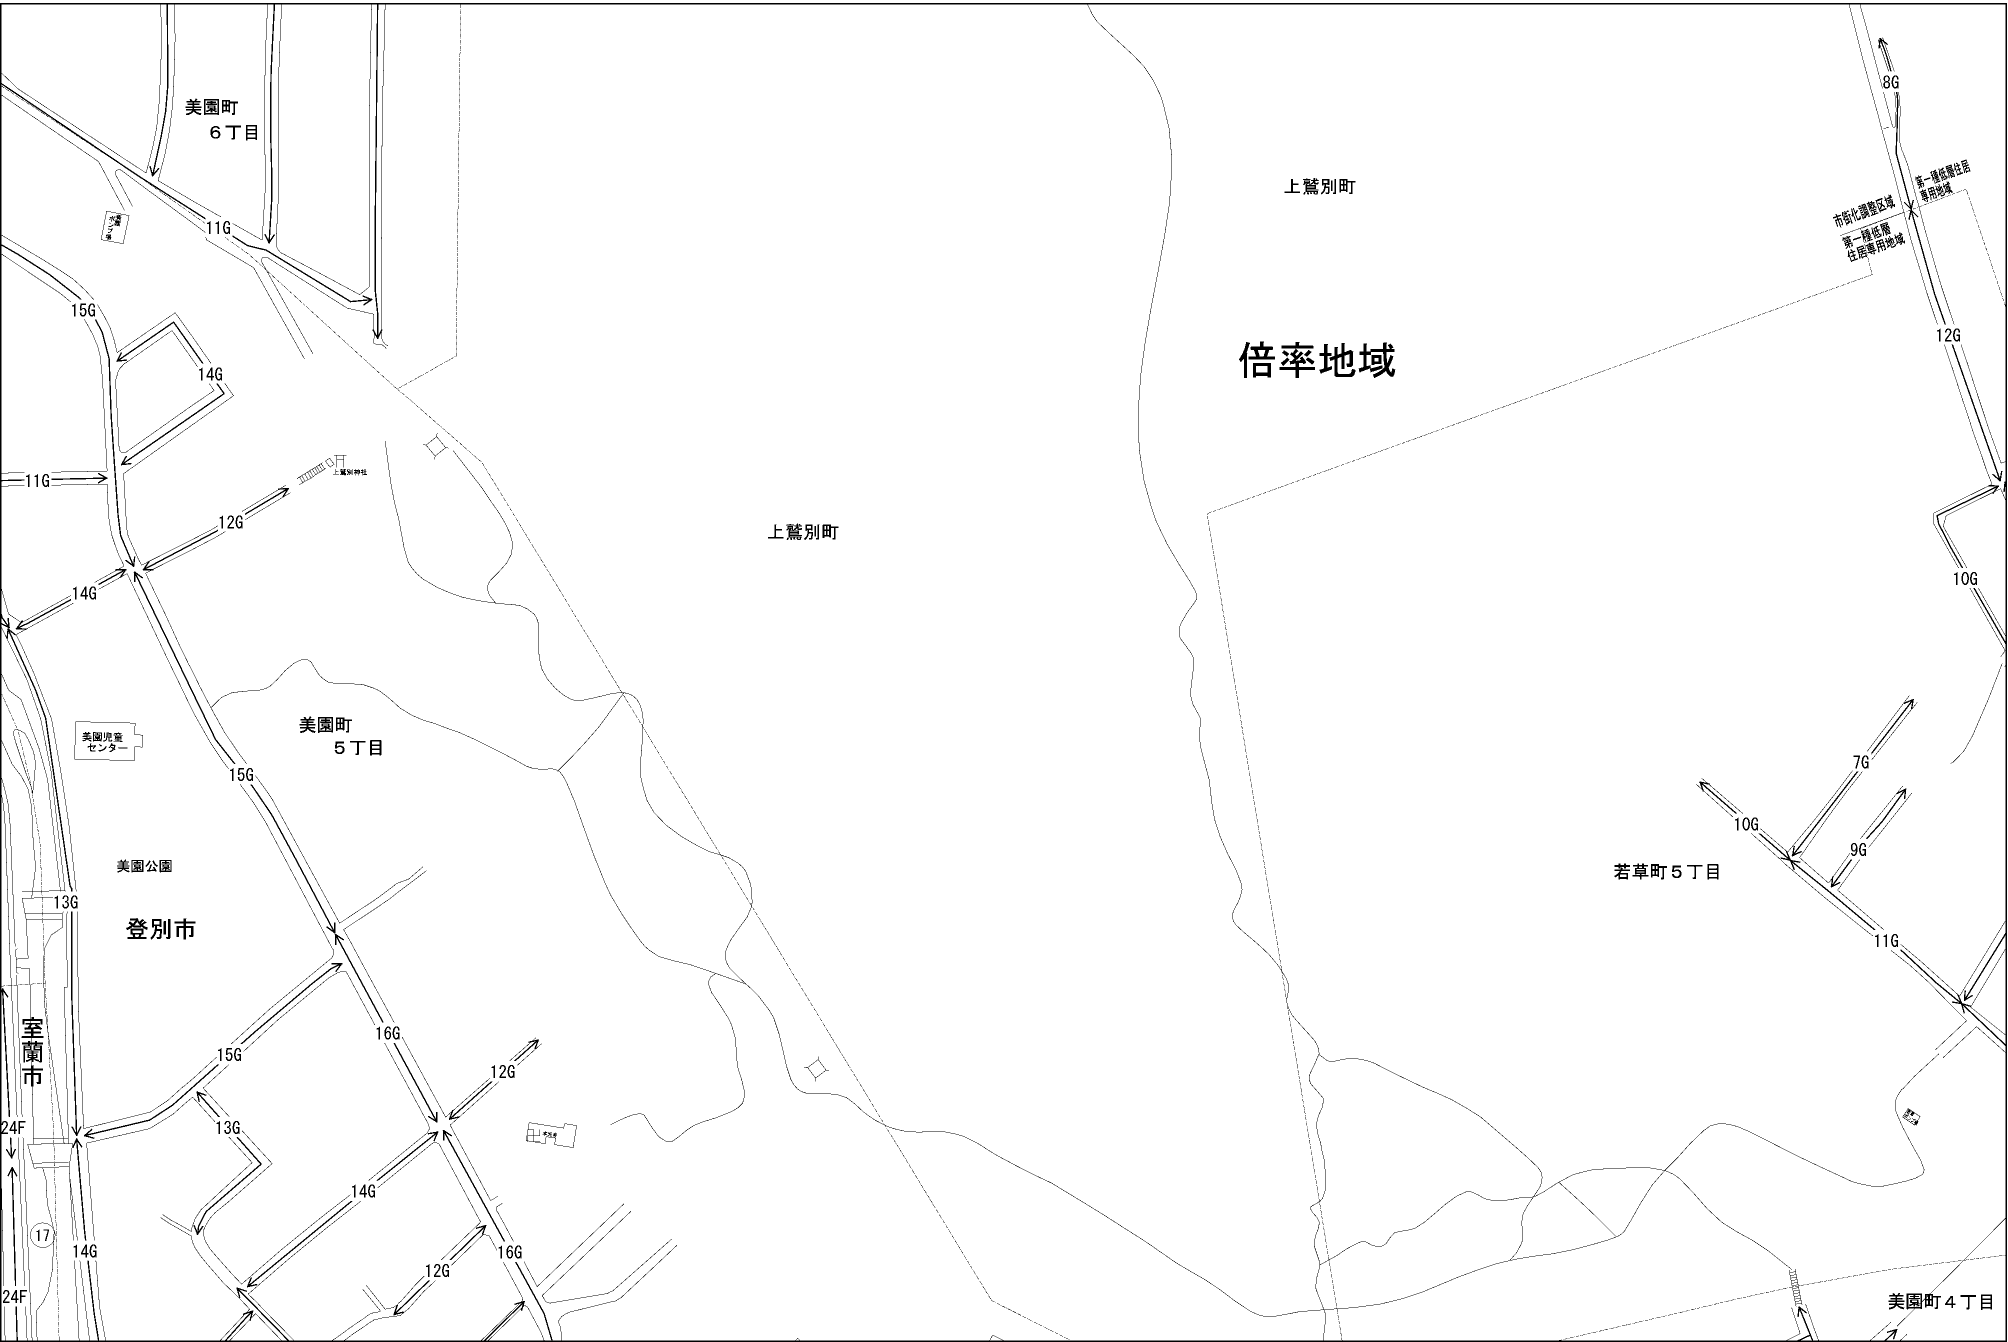 8G
美園町
６丁目
第一種低層住居
専用地域
上鷲別町
市街化調整区域
11G
第一種低層
住居専用地域
15G
12G
倍率地域
14G
上鷲別神社
11G
12G
上鷲別町
10G
14G
美園町
５丁目
美園児童
センター
7G
15G
10G
9G
美園公園
若草町５丁目
13G
登別市
11G
16G
室蘭市
15G
12G
24F
13G
14G
17
14G
16G
12G
24F
美園町４丁目